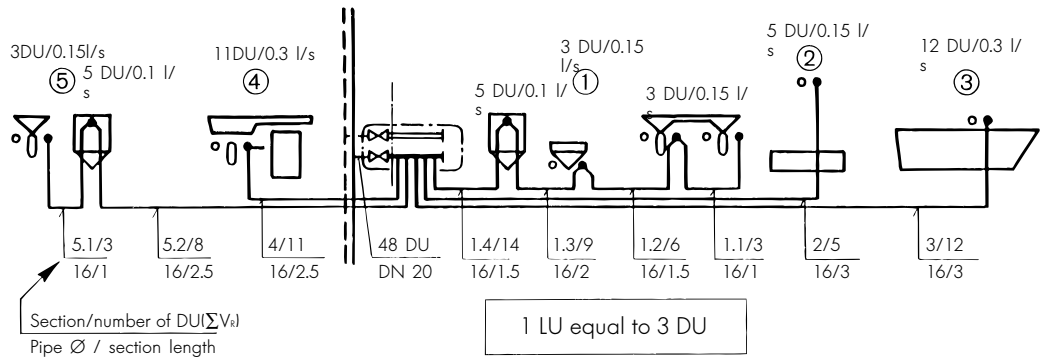 3DU/0.15l/s
5 DU/0.1 l/
s
⑤
11DU/0.3 l/s
④
3 DU/0.15
l/s
①
5 DU/0.1 l/
s
3 DU/0.15 l/
s
5 DU/0.15 l/
s
②
12 DU/0.3 l/
s
③
5.1/3
16/1
5.2/8
16/2.5
4/11
16/2.5
48 DU
DN 20
1.4/14
16/1.5
1.3/9
16/2
1.2/6
16/1.5
1.1/3
16/1
2/5
16/3
3/12
16/3
Section/number of DU(∑VR)
Pipe Ø / section length
1 LU equal to 3 DU